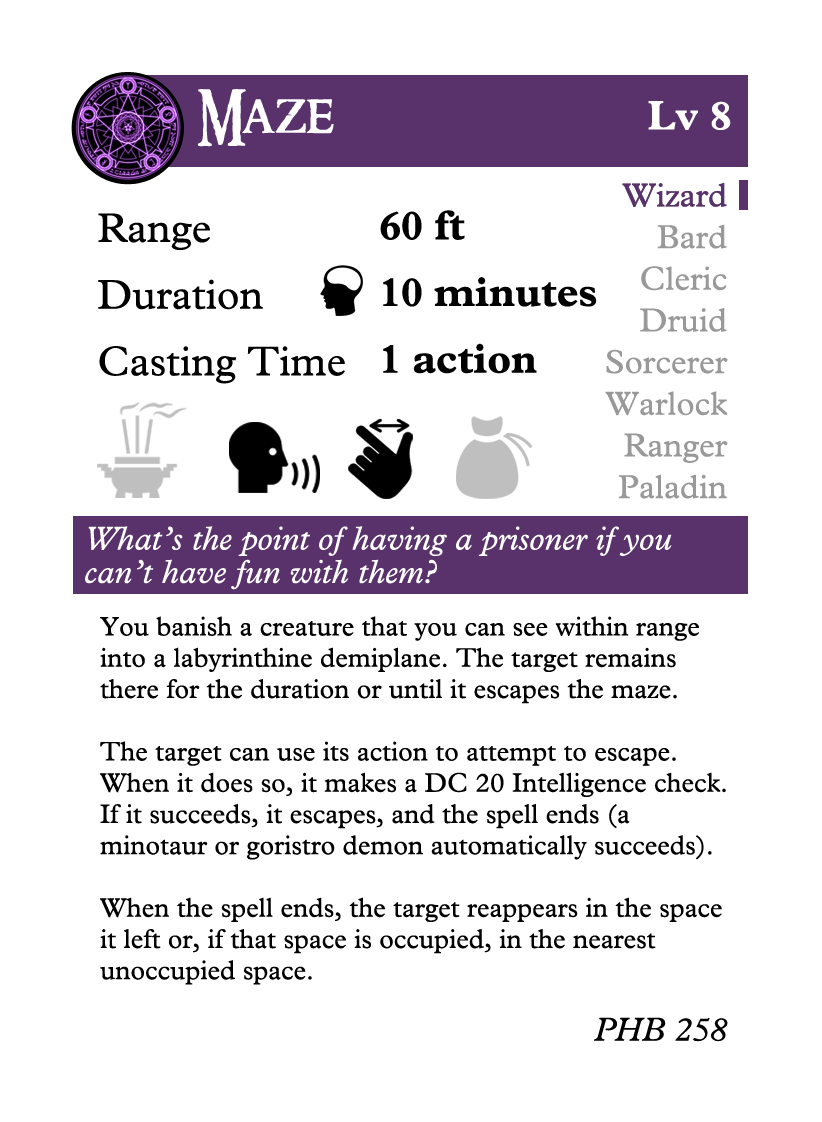 MAZE
Lv 8
Range 60 ft
Duration 10 minutes
Casting Time 1 action
Wizard
Bard
Cleric
Druid
Sorcerer
Warlock
Ranger
Paladin
What's the point of having a prisoner if you
can't have fun with them?
You banish a creature that you can see within range
into a labyrinthine demiplane. The target remains
there for the duration or until it escapes the maze.
The target can use its action to attempt to escape.
When it does so, it makes a DC 20 Intelligence check.
If it succeeds, it escapes, and the spell ends (a
minotaur or goristro demon automatically succeeds).
When the spell ends, the target reappears in the space
it left or, if that space is occupied, in the nearest
unoccupied space.
PHB 258